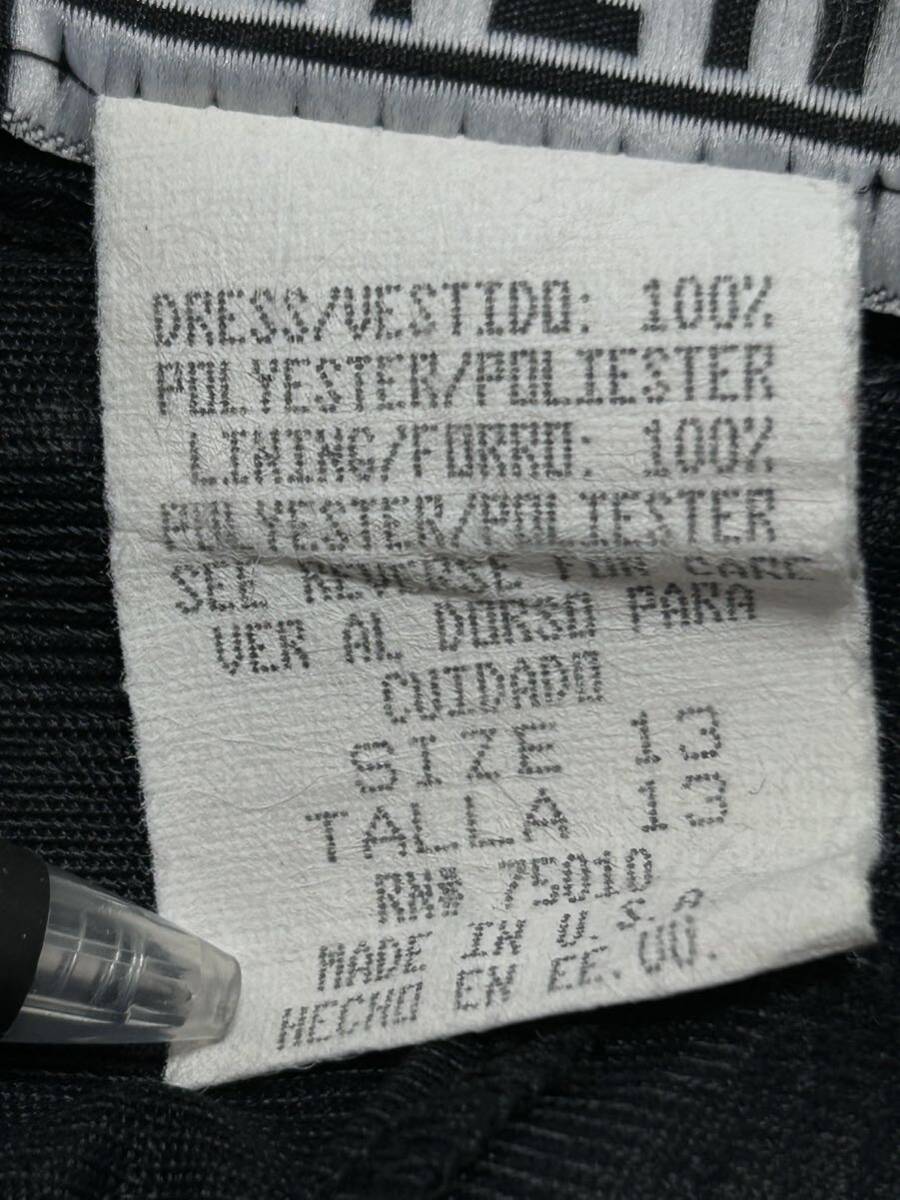 DRESS/VESTIDO: 100%
POLYESTER/POLIESTER
LINING/FORRO: 100%
POLYESTER/POLIESTER
SEE REVERSE FOR CARE
VER AL DORSO PARA
CUIDADO
SIZE 13
TALLA 13
RN# 75010
MADE IN U.S.A
HECHO EN EE.UU.